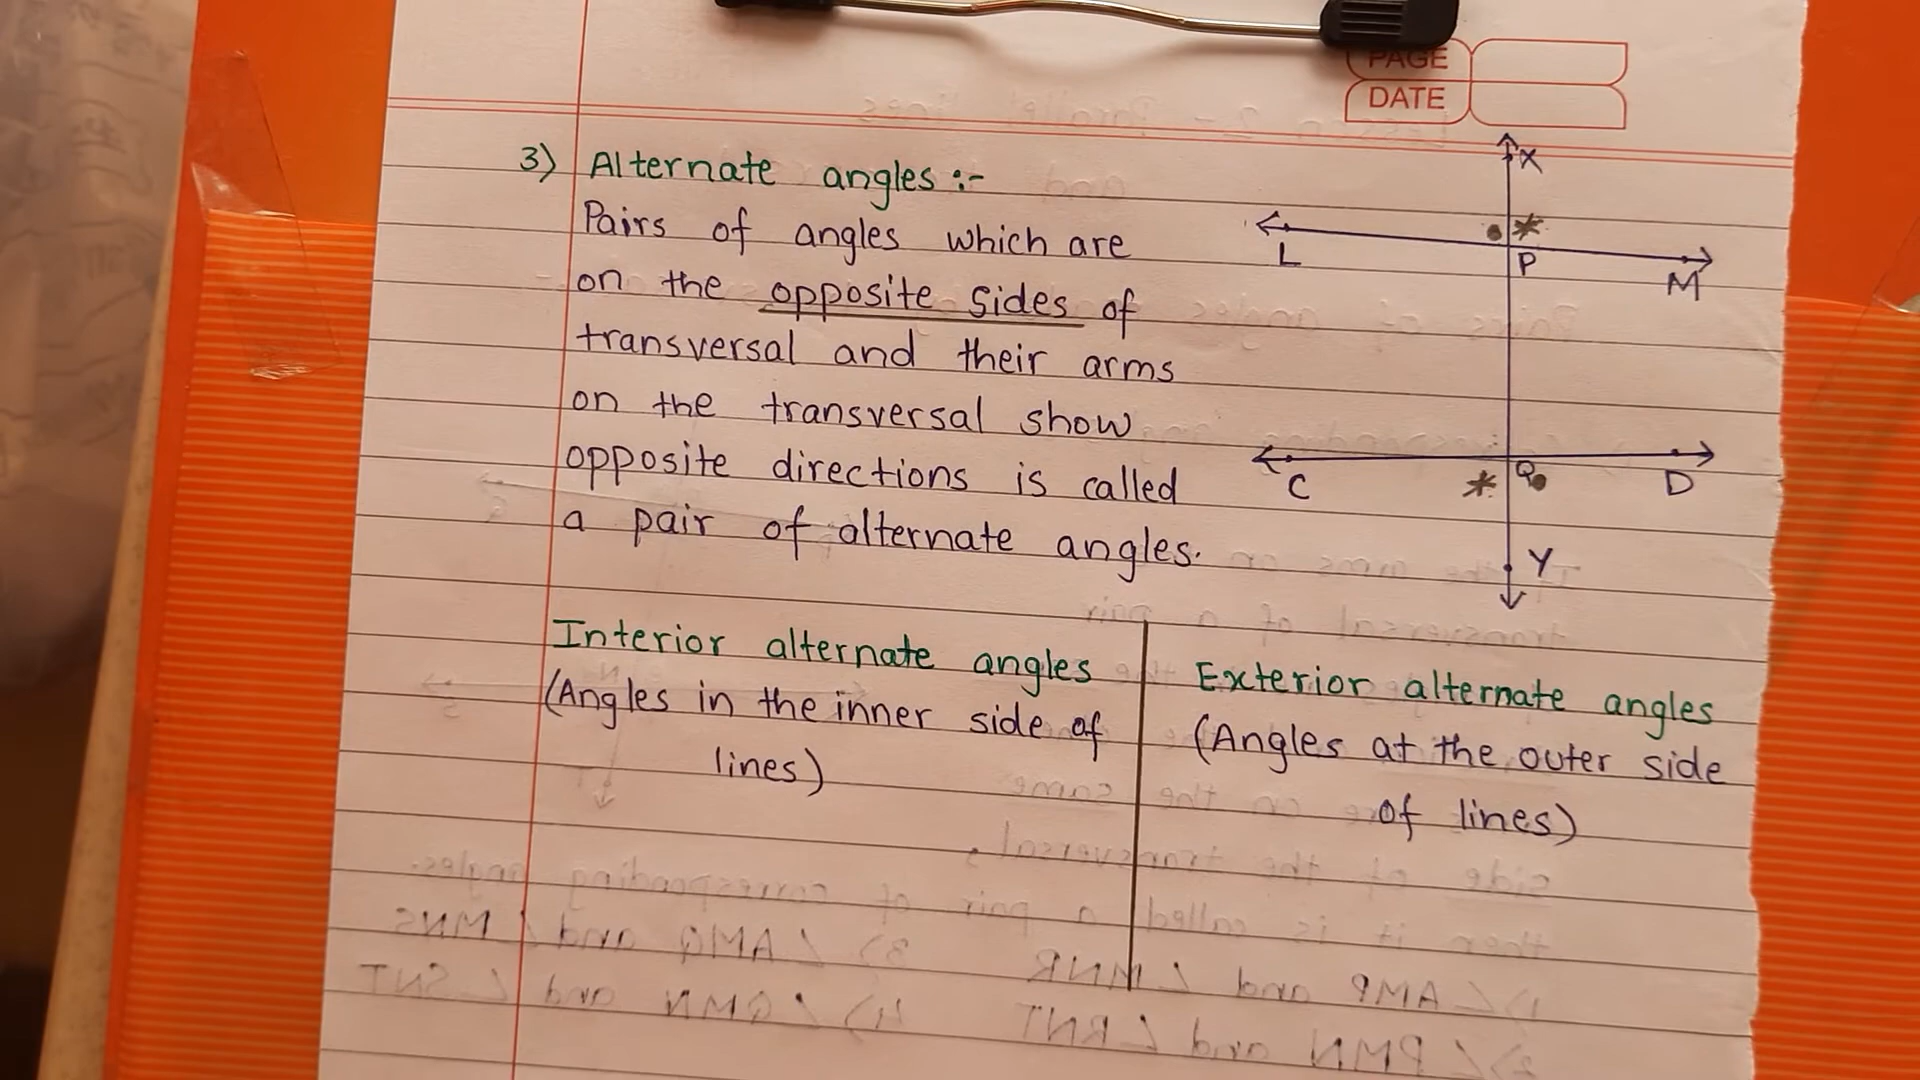 PAGE
DATE
3) Alternate angles :-
Pairs of angles which are
on the opposite sides of
transversal and their arms
on the transversal show
opposite directions is called
a pair of alternate angles.
X
L
P
M
C
Q
D
Y
Interior alternate angles
(Angles in the inner side of
lines)
Exterior alternate angles
(Angles at the outer side
of lines)